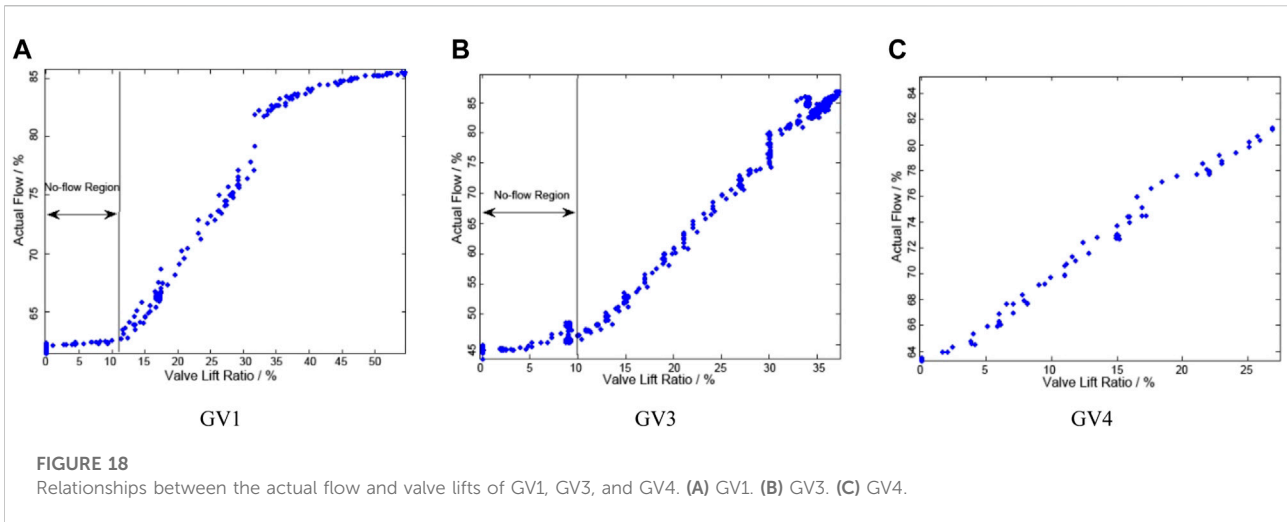 A
Actual Flow / %
85
80
75
70
65
No-flow Region
0 5 10 15 20 25 30 35 40 45 50
Valve Lift Ratio / %
GV1
B
Actual Flow / %
85
80
75
70
65
60
55
50
45
No-flow Region
0 5 10 15 20 25 30 35
Valve Lift Ratio / %
GV3
C
Actual Flow / %
84
82
80
78
76
74
72
70
68
66
64
0 5 10 15 20 25
Valve Lift Ratio / %
GV4
FIGURE 18
Relationships between the actual flow and valve lifts of GV1, GV3, and GV4. (A) GV1. (B) GV3. (C) GV4.